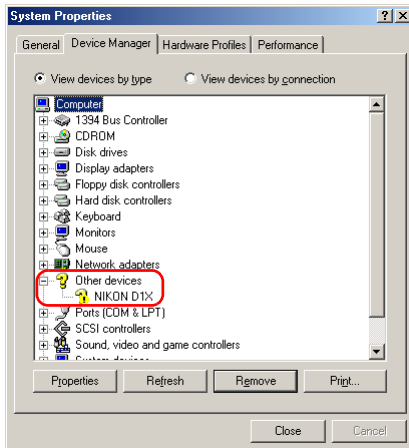 System Properties
General Device Manager Hardware Profiles Performance
View devices by type View devices by connection
Computer
1394 Bus Controller
CDROM
Disk drives
Display adapters
Floppy disk controllers
Hard disk controllers
Keyboard
Monitors
Mouse
Network adapters
Other devices
NIKON D1X
Ports (COM & LPT)
SCSI controllers
Sound, video and game controllers
System devices
Properties Refresh Remove Print...
Close Cancel